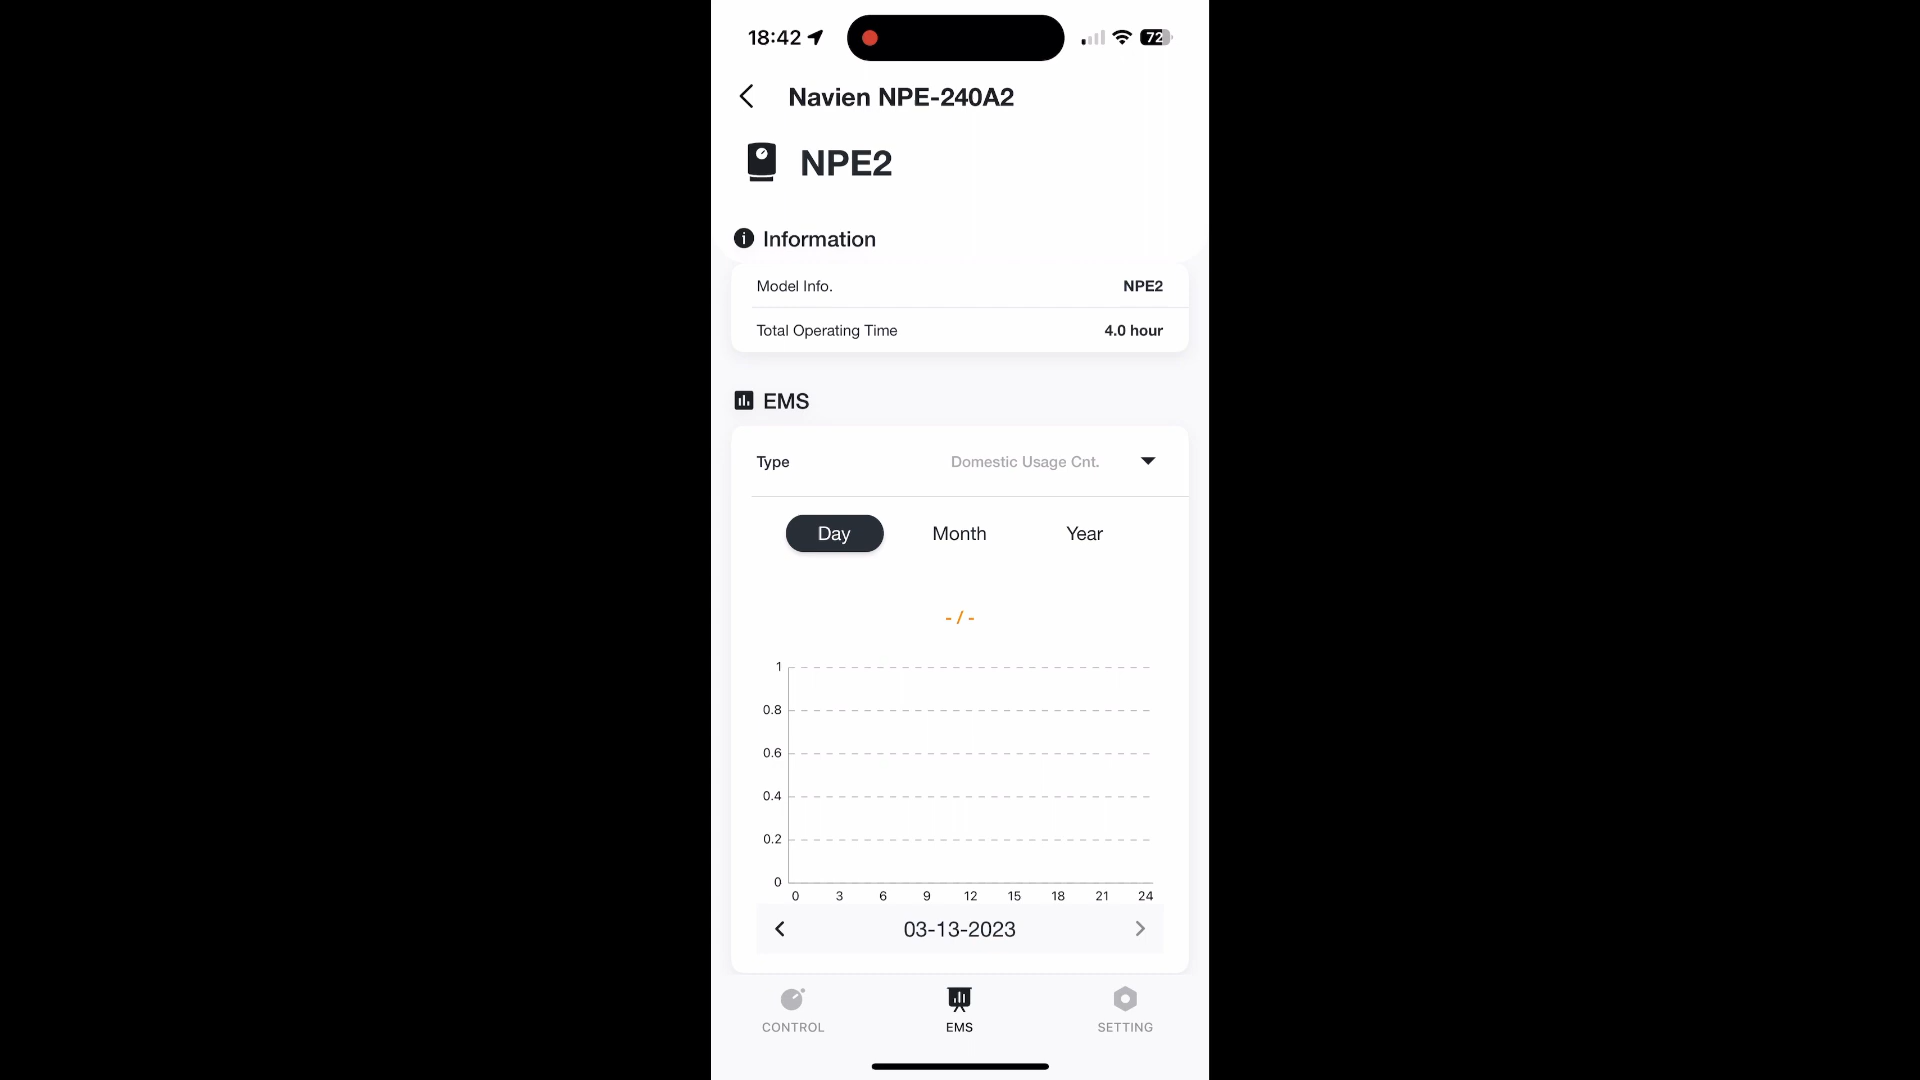 18:42
72
Navien NPE-240A2
NPE2
Information
Model Info. NPE2
Total Operating Time 4.0 hour
EMS
Type Domestic Usage Cnt.
Day Month Year
- / -
1
0.8
0.6
0.4
0.2
0
0 3 6 9 12 15 18 21 24
03-13-2023
CONTROL EMS SETTING